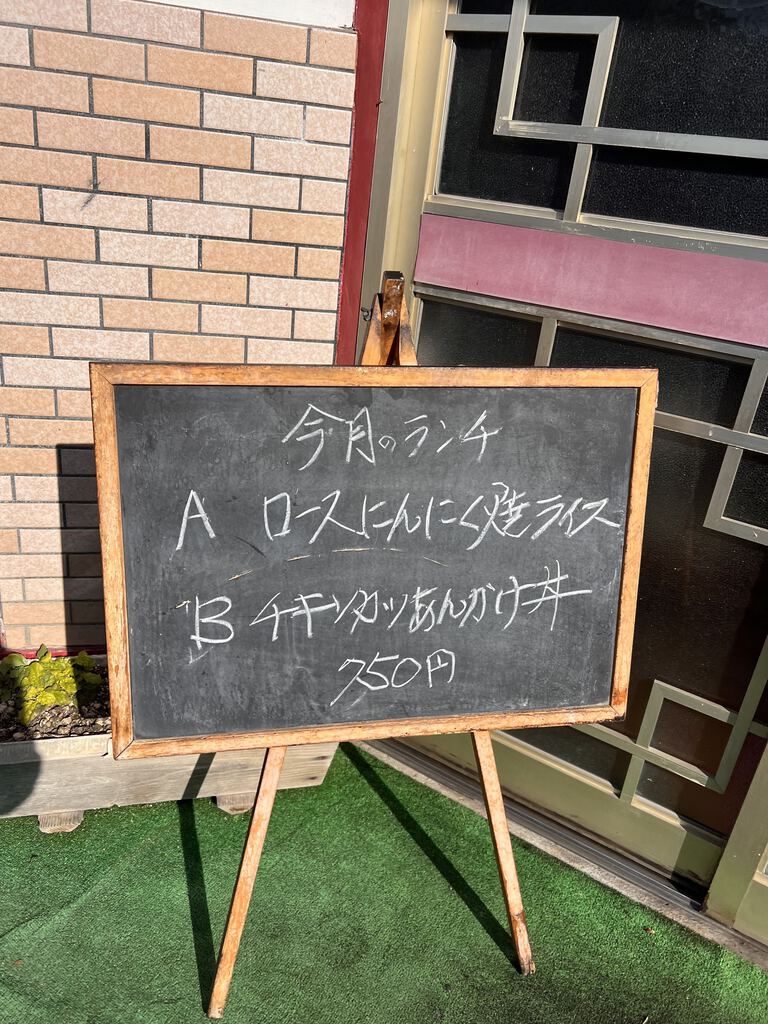 今月のランチ
A ロースにんにく焼ライス
B チキンカツあんかけ丼
750円